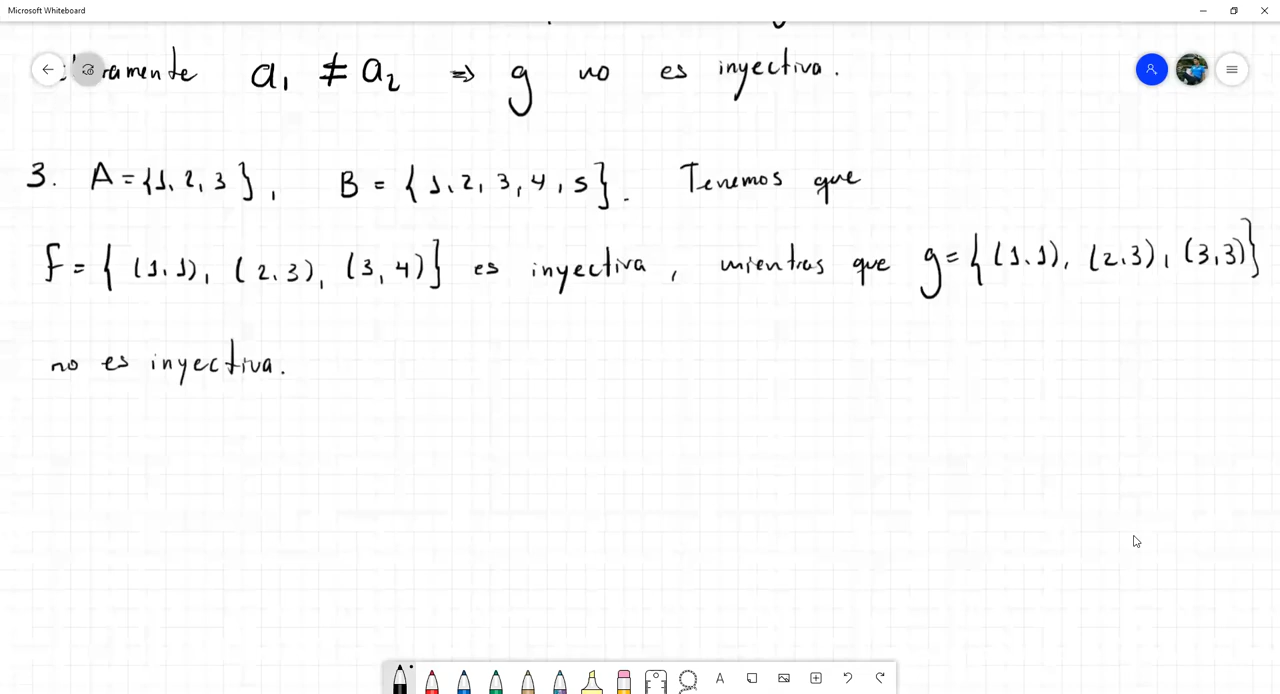 Microsoft Whiteboard
a₁ ≠ a₂ ⇒ g no es inyectiva.
3. A = {1, 2, 3}, B = {1, 2, 3, 4, 5}. Tenemos que
f = {(1,1), (2,3), (3,4)} es inyectiva, mientras que g = {(1,1), (2,3), (3,3)}
no es inyectiva.
A